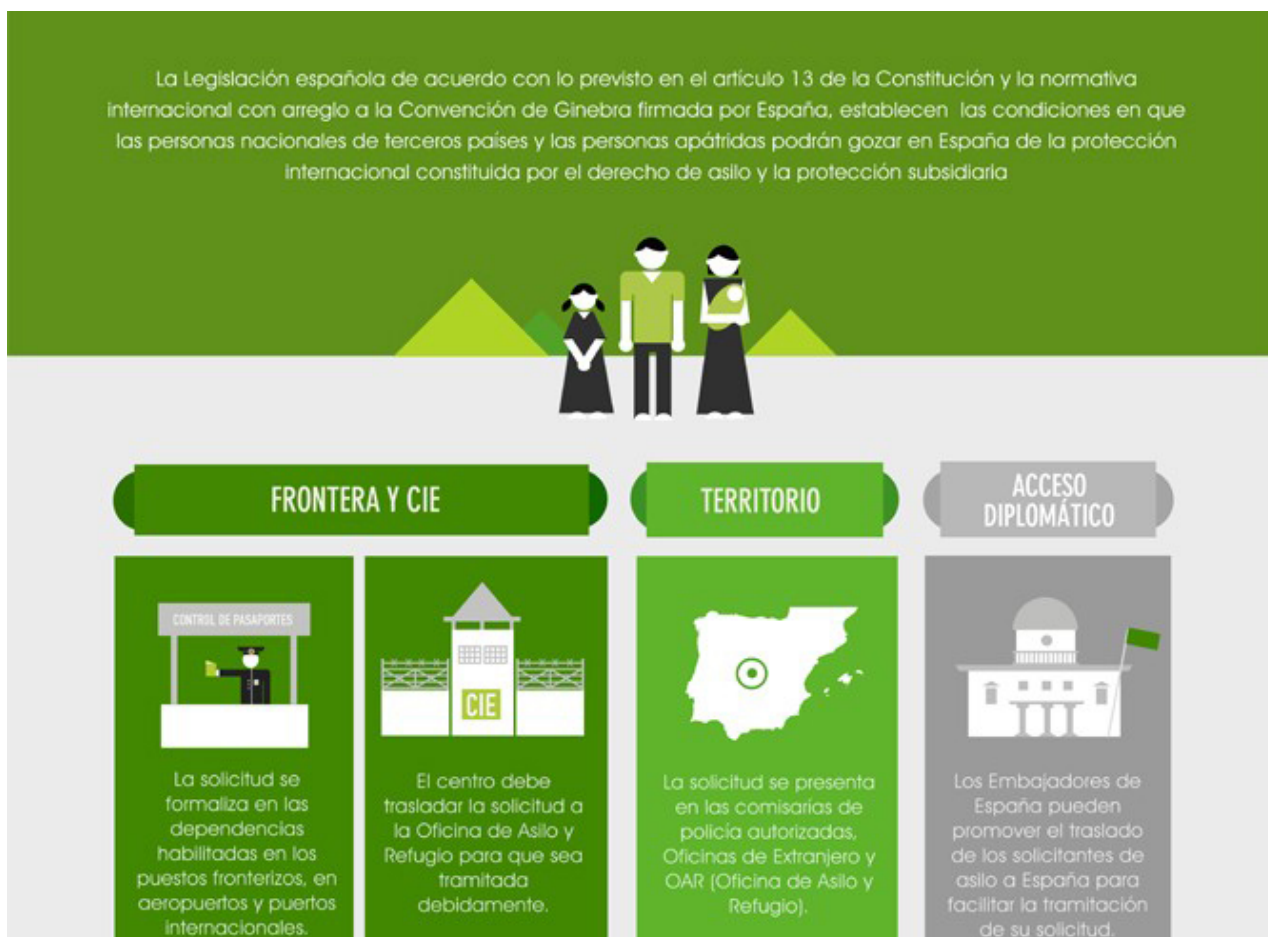 La Legislación española de acuerdo con lo previsto en el artículo 13 de la Constitución y la normativa
internacional con arreglo a la Convención de Ginebra firmada por España, establecen las condiciones en que
las personas nacionales de terceros países y las personas apátridas podrán gozar en España de la protección
internacional constituida por el derecho de asilo y la protección subsidiaria
FRONTERA Y CIE
CONTROL DE PASAPORTES
La solicitud se
formaliza en las
dependencias
habilitadas en los
puestos fronterizos, en
aeropuertos y puertos
internacionales.
CIE
El centro debe
trasladar la solicitud a
la Oficina de Asilo y
Refugio para que sea
tramitada
debidamente.
TERRITORIO
La solicitud se presenta
en las comisarías de
policía autorizadas,
Oficinas de Extranjero y
OAR (Oficina de Asilo y
Refugio).
ACCESO
DIPLOMÁTICO
Los Embajadores de
España pueden
promover el traslado
de los solicitantes de
asilo a España para
facilitar la tramitación
de su solicitud.